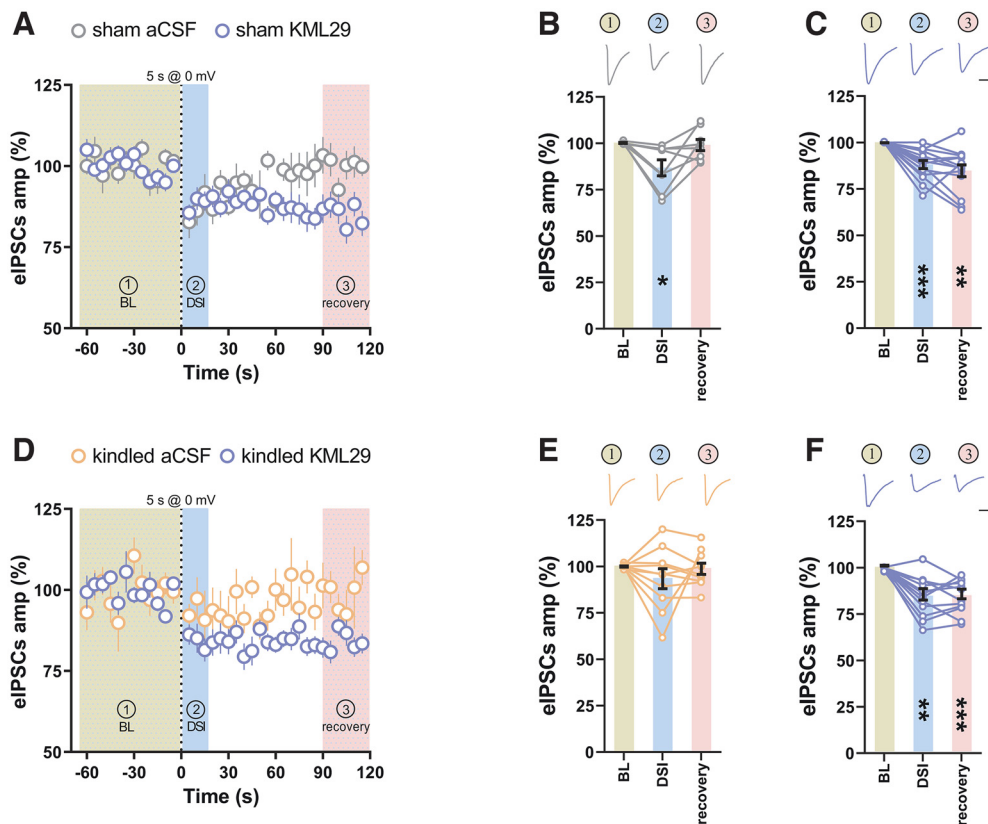 A
sham aCSF
sham KML29
5 s @ 0 mV
eIPSCs amp (%)
125
100
75
50
1
BL
2
DSI
3
recovery
-60
-30
0
30
60
90
120
Time (s)
B
1
2
3
eIPSCs amp (%)
125
100
75
50
25
0
*
BL
DSI
recovery
C
1
2
3
eIPSCs amp (%)
125
100
75
50
25
0
***
**
BL
DSI
recovery
D
kindled aCSF
kindled KML29
5 s @ 0 mV
eIPSCs amp (%)
125
100
75
50
1
BL
2
DSI
3
recovery
-60
-30
0
30
60
90
120
Time (s)
E
1
2
3
eIPSCs amp (%)
125
100
75
50
25
0
BL
DSI
recovery
F
1
2
3
eIPSCs amp (%)
125
100
75
50
25
0
**
***
BL
DSI
recovery